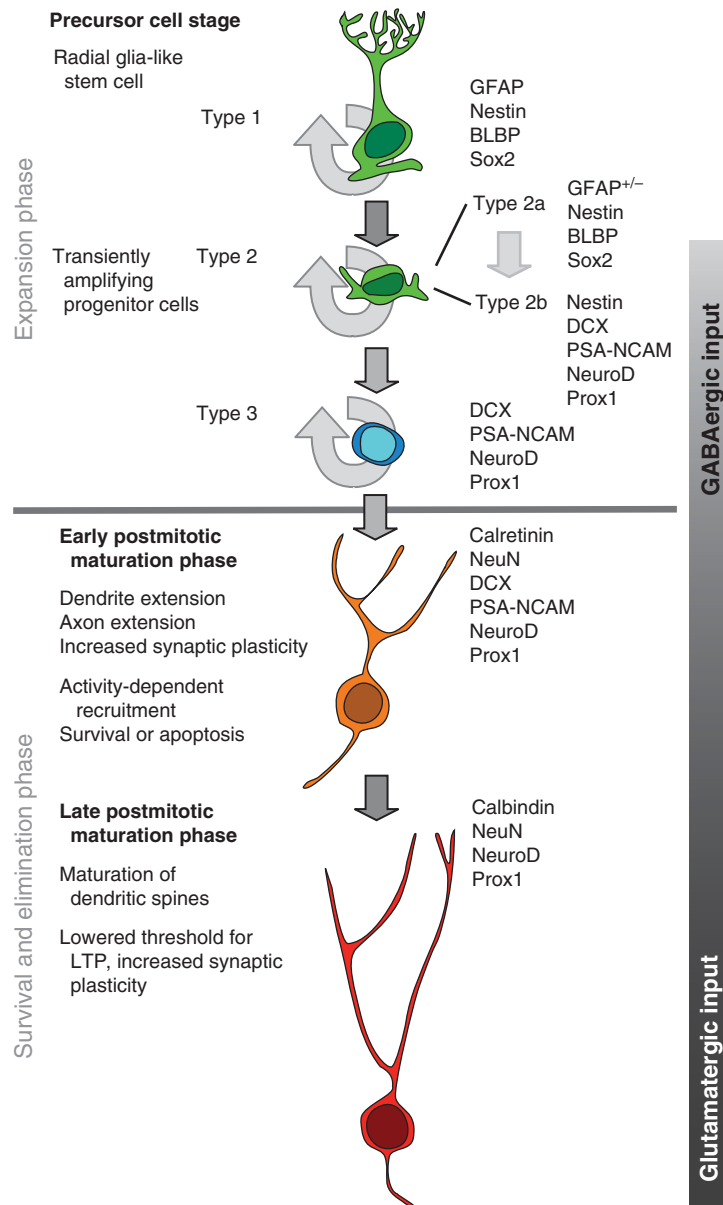 Precursor cell stage
Radial glia-like
stem cell
Type 1
GFAP
Nestin
BLBP
Sox2
Expansion phase
Transiently
amplifying
progenitor cells
Type 2
Type 2a
GFAP+/−
Nestin
BLBP
Sox2
Type 2b
Nestin
DCX
PSA-NCAM
NeuroD
Prox1
Type 3
DCX
PSA-NCAM
NeuroD
Prox1
GABAergic input
Early postmitotic
maturation phase
Dendrite extension
Axon extension
Increased synaptic plasticity
Activity-dependent
recruitment
Survival or apoptosis
Calretinin
NeuN
DCX
PSA-NCAM
NeuroD
Prox1
Survival and elimination phase
Late postmitotic
maturation phase
Maturation of
dendritic spines
Lowered threshold for
LTP, increased synaptic
plasticity
Calbindin
NeuN
NeuroD
Prox1
Glutamatergic input